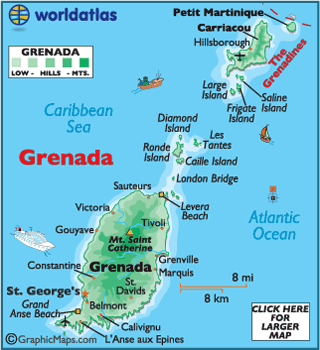 worldatlas
Petit Martinique
Carriacou
Hillsborough
GRENADA
LOW - HILLS - MTS.
The Grenadines
Large
Island
Saline
Island
Frigate
Island
Caribbean
Sea
Diamond
Island
Les
Tantes
Ronde
Island
Caille Island
Grenada
London Bridge
Sauteurs
Levera
Beach
Victoria
Tivoli
Gouyave
Mt. Saint
Catherine
Atlantic
Ocean
Grenville
Constantine
Grenada
Marquis
St.
Davids
8 mi
8 km
St. George's
Grand
Anse Beach
Belmont
Calivignu
L'Anse aux Epines
CLICK HERE
FOR
LARGER
MAP
©GraphicMaps.com